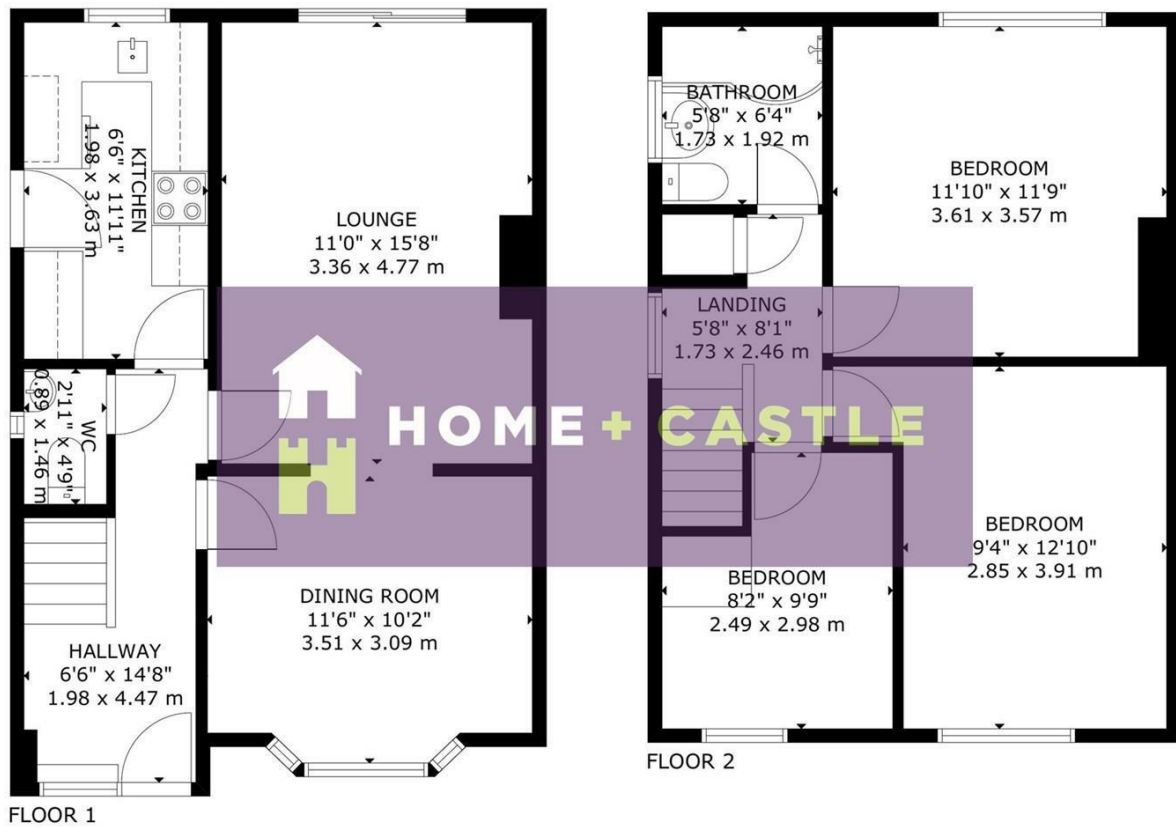 KITCHEN
6'6" x 11'11"
1.98 x 3.63 m
LOUNGE
11'0" x 15'8"
3.36 x 4.77 m
WC
2'11" x 4'9"
0.89 x 1.46 m
DINING ROOM
11'6" x 10'2"
3.51 x 3.09 m
HALLWAY
6'6" x 14'8"
1.98 x 4.47 m
FLOOR 1
BATHROOM
5'8" x 6'4"
1.73 x 1.92 m
BEDROOM
11'10" x 11'9"
3.61 x 3.57 m
LANDING
5'8" x 8'1"
1.73 x 2.46 m
HOME + CASTLE
BEDROOM
9'4" x 12'10"
2.85 x 3.91 m
BEDROOM
8'2" x 9'9"
2.49 x 2.98 m
FLOOR 2